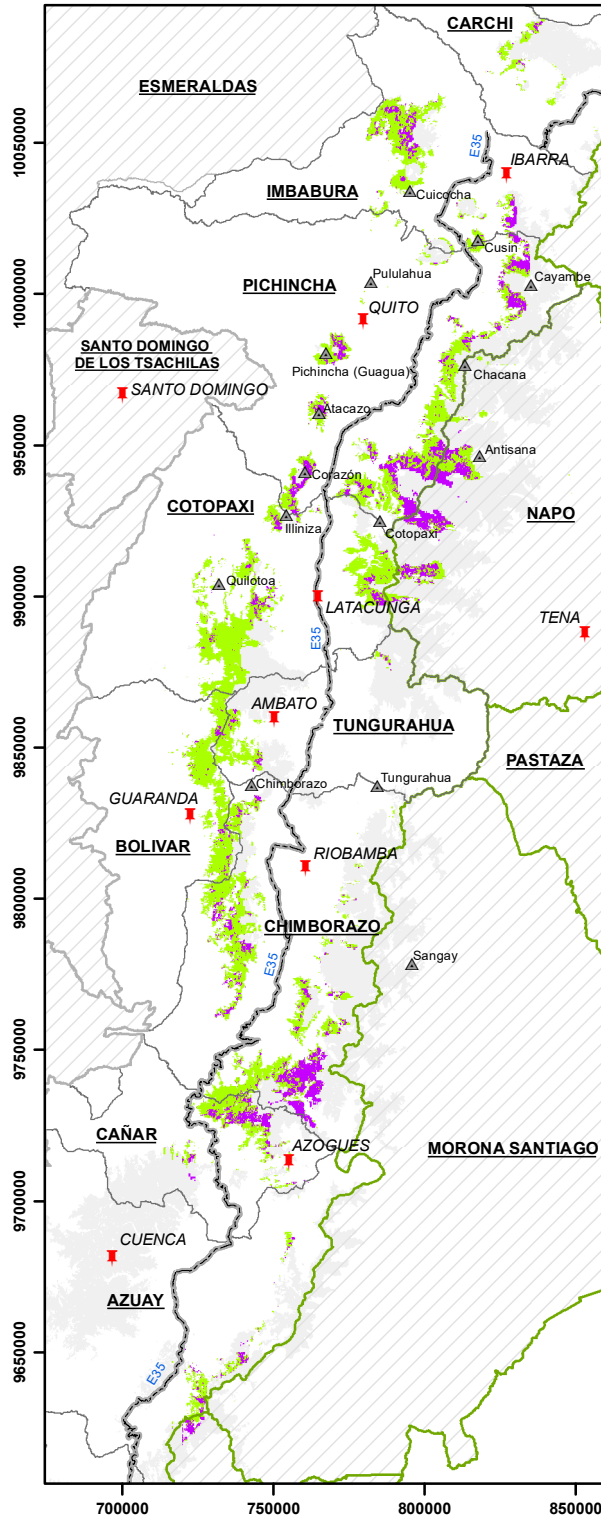 CARCHI
ESMERALDAS
10050000
E35
IBARRA
IMBABURA
Cuicocha
Cusin
Pululahua
Cayambe
PICHINCHA
10000000
QUITO
SANTO DOMINGO
DE LOS TSACHILAS
Pichincha (Guagua)
Chacana
SANTO DOMINGO
Atacazo
9950000
Antisana
Corazón
COTOPAXI
NAPO
Illiniza
Cotopaxi
Quilotoa
9900000
LATACUNGA
TENA
E35
AMBATO
TUNGURAHUA
9850000
PASTAZA
Chimborazo
Tungurahua
GUARANDA
BOLIVAR
RIOBAMBA
9800000
CHIMBORAZO
Sangay
E35
9750000
CAÑAR
AZOGUES
MORONA SANTIAGO
9700000
CUENCA
AZUAY
9650000
E35
700000
750000
800000
850000